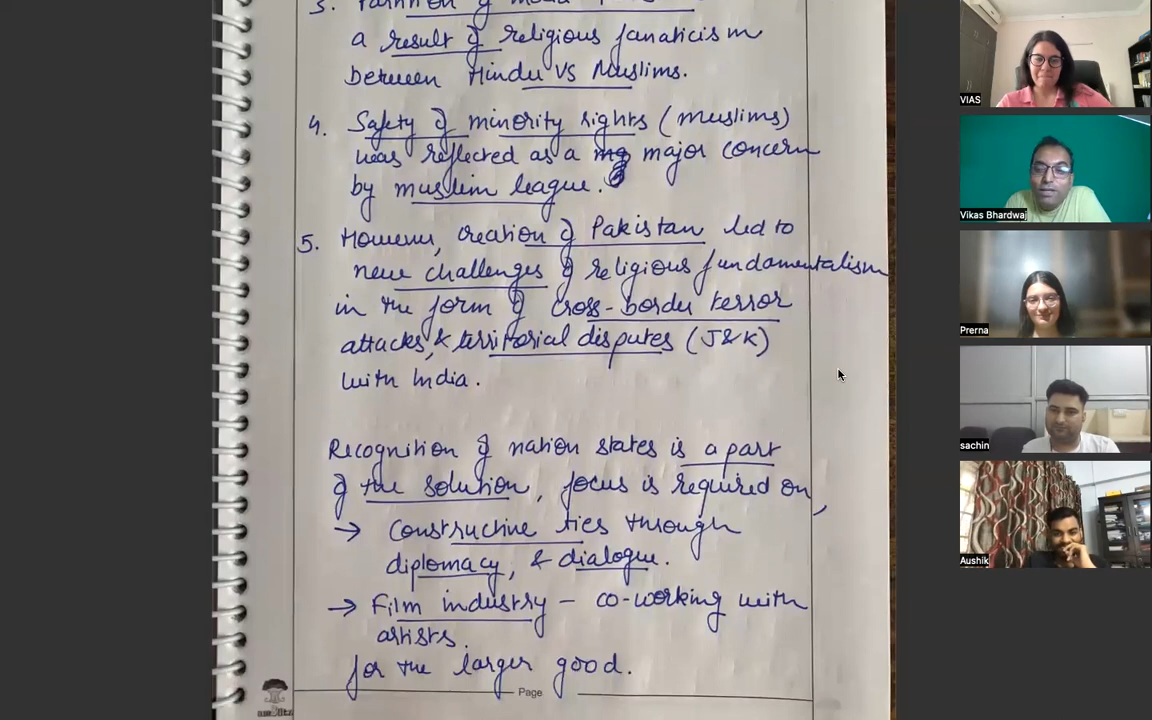 a result of religious fanaticism
between Hindu VS Muslims.
4. Safety of minority rights (muslims)
was reflected as a major concern
by muslim league.
5. However, creation of Pakistan led to
new challenges of religious fundamentalism
in the form of cross-border terror
attacks, & territorial disputes (J&K)
with India.
Recognition of nation states is a part
of the solution, focus is required on,
→ Constructive ties through
diplomacy, & dialogue.
→ Film industry - co-working with
artists.
for the larger good.
Page
VIAS
Vikas Bhardwaj
Prerna
sachin
Aushik